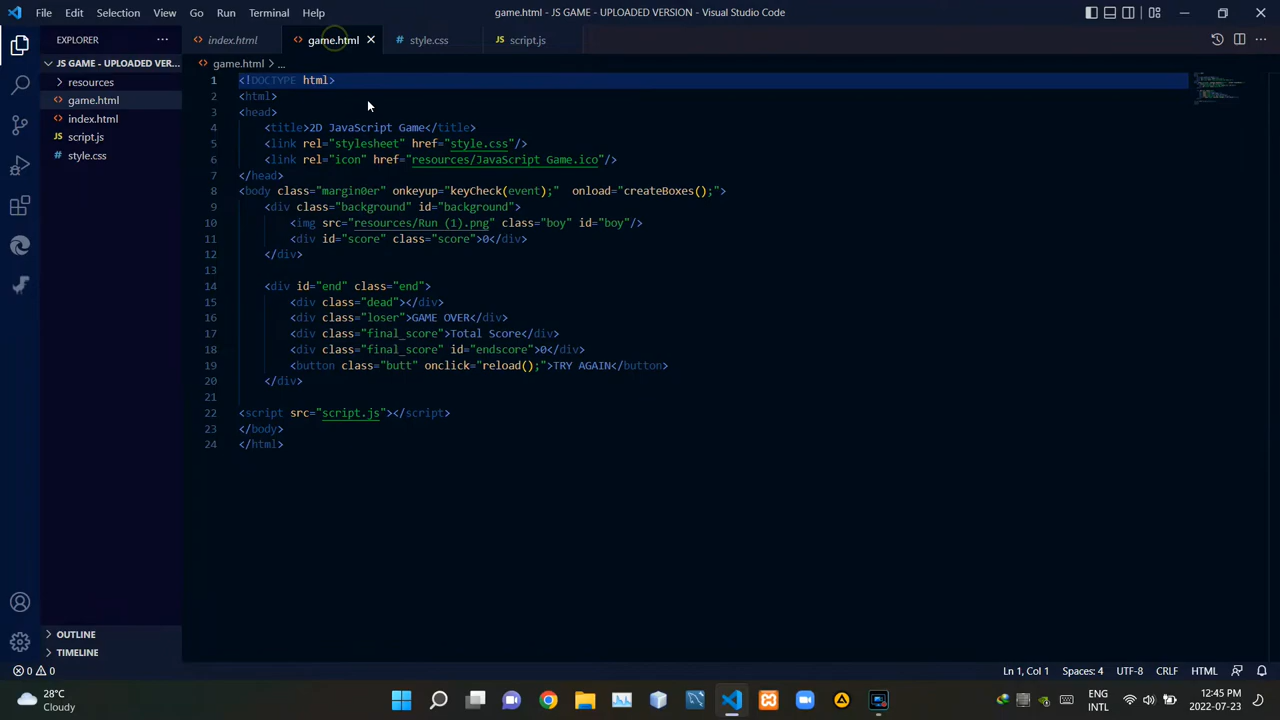 File Edit Selection View Go Run Terminal Help
game.html - JS GAME - UPLOADED VERSION - Visual Studio Code
EXPLORER
index.html
game.html
style.css
JS script.js
JS GAME - UPLOADED VER...
resources
game.html
index.html
JS script.js
style.css
game.html > ...
1 <!DOCTYPE html>
2 <html>
3 <head>
4 <title>2D JavaScript Game</title>
5 <link rel="stylesheet" href="style.css"/>
6 <link rel="icon" href="resources/JavaScript Game.ico"/>
7 </head>
8 <body class="margin0er" onkeyup="keyCheck(event);" onload="createBoxes();">
9 <div class="background" id="background">
10 <img src="resources/Run (1).png" class="boy" id="boy"/>
11 <div id="score" class="score">0</div>
12 </div>
13
14 <div id="end" class="end">
15 <div class="dead"></div>
16 <div class="loser">GAME OVER</div>
17 <div class="final_score">Total Score</div>
18 <div class="final_score" id="endscore">0</div>
19 <button class="butt" onclick="reload();">TRY AGAIN</button>
20 </div>
21
22 <script src="script.js"></script>
23 </body>
24 </html>
OUTLINE
TIMELINE
0 0
Ln 1, Col 1 Spaces: 4 UTF-8 CRLF HTML
28°C
Cloudy
ENG
INTL
12:45 PM
2022-07-23